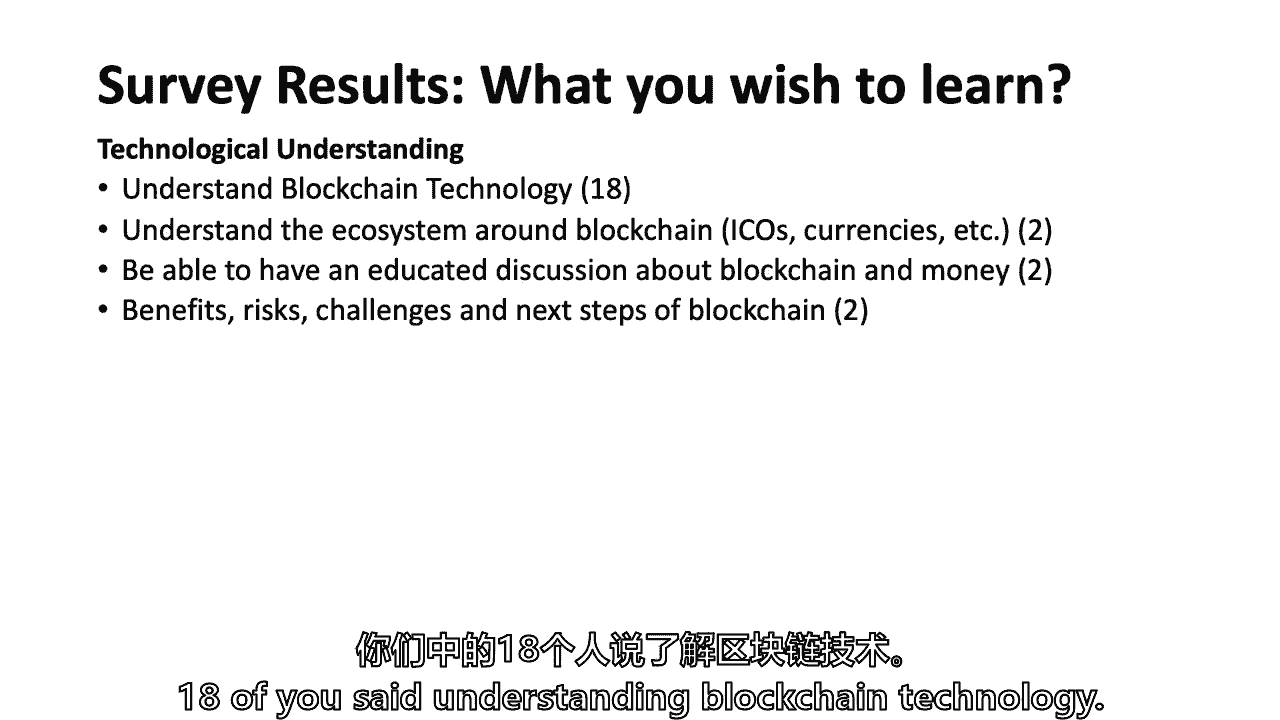 Survey Results: What you wish to learn?
Technological Understanding
• Understand Blockchain Technology (18)
• Understand the ecosystem around blockchain (ICOs, currencies, etc.) (2)
• Be able to have an educated discussion about blockchain and money (2)
• Benefits, risks, challenges and next steps of blockchain (2)
你们中的18个人说了解区块链技术。
18 of you said understanding blockchain technology.